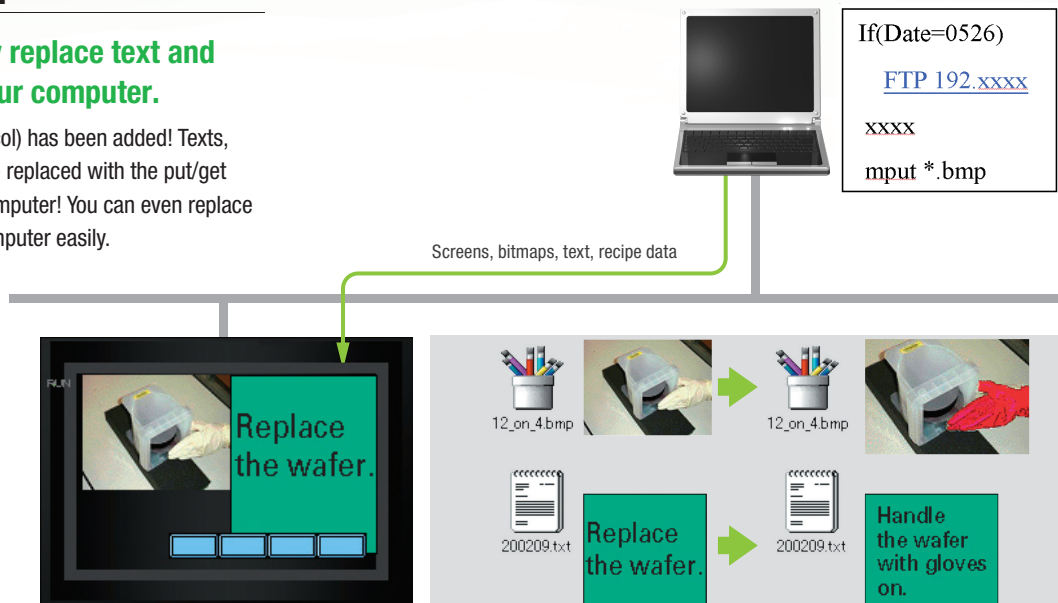 replace text and
ur computer.
ol) has been added! Texts,
replaced with the put/get
mputer! You can even replace
mputer easily.
If(Date=0526)
FTP 192.xxxx
xxxx
mput *.bmp
Screens, bitmaps, text, recipe data
RUN
Replace
the wafer.
12_on_4.bmp
12_on_4.bmp
200209.txt
Replace
the wafer.
200209.txt
Handle
the wafer
with gloves
on.